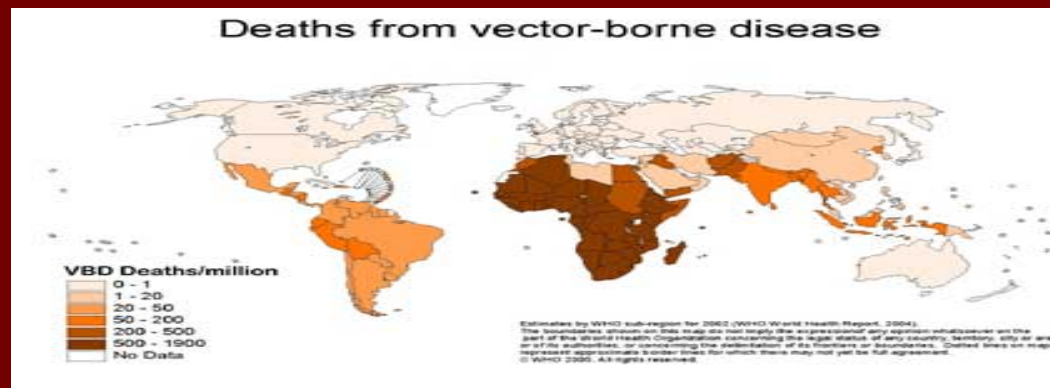 Deaths from vector-borne disease
VBD Deaths/million
0 - 1
1 - 20
20 - 50
50 - 200
200 - 500
500 - 1900
No Data
Estimates by WHO sub-region for 2002 (WHO World Health Report, 2004).
The boundaries shown on this map do not imply the expression of any opinion whatsoever on the
part of the World Health Organization concerning the legal status of any country, territory, city or area
or of its authorities, or concerning the delimitation of its frontiers or boundaries. Dotted lines on map
represent approximate border lines for which there may not yet be full agreement.
© WHO 2005. All rights reserved.